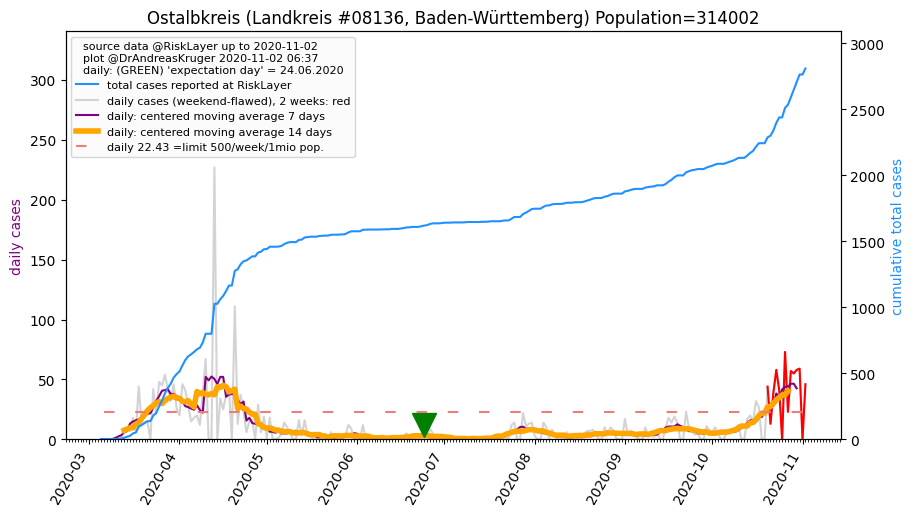 Ostalbkreis (Landkreis #08136, Baden-Württemberg) Population=314002
source data @RiskLayer up to 2020-11-02
plot @DrAndreasKruger 2020-11-02 06:37
daily: (GREEN) 'expectation day' = 24.06.2020
total cases reported at RiskLayer
daily cases (weekend-flawed), 2 weeks: red
daily: centered moving average 7 days
daily: centered moving average 14 days
daily 22.43 =limit 500/week/1mio pop.
daily cases
300
250
200
150
100
50
0
cumulative total cases
3000
2500
2000
1500
1000
500
0
2020-03
2020-04
2020-05
2020-06
2020-07
2020-08
2020-09
2020-10
2020-11